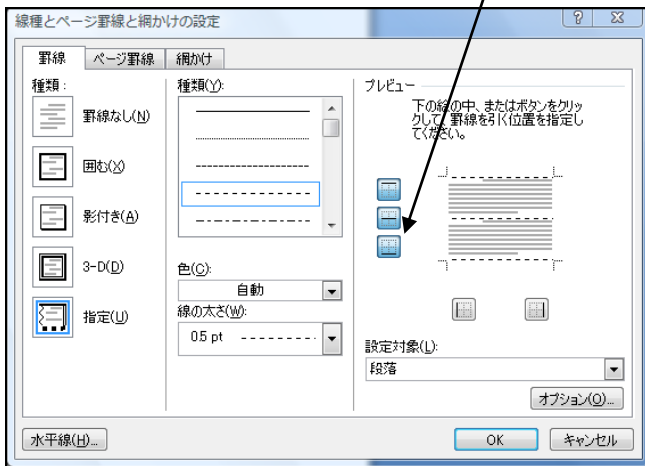 線種とページ罫線と網かけの設定
罫線
ページ罫線
網かけ
種類:
罫線なし(N)
囲む(X)
影付き(A)
3-D(D)
指定(U)
種類(Y):
色(C):
自動
線の太さ(W):
0.5 pt
プレビュー
下の絵の中、またはボタンをクリッ
クして、罫線を引く位置を指定し
てください。
設定対象(L):
段落
オプション(O)...
水平線(H)...
OK
キャンセル